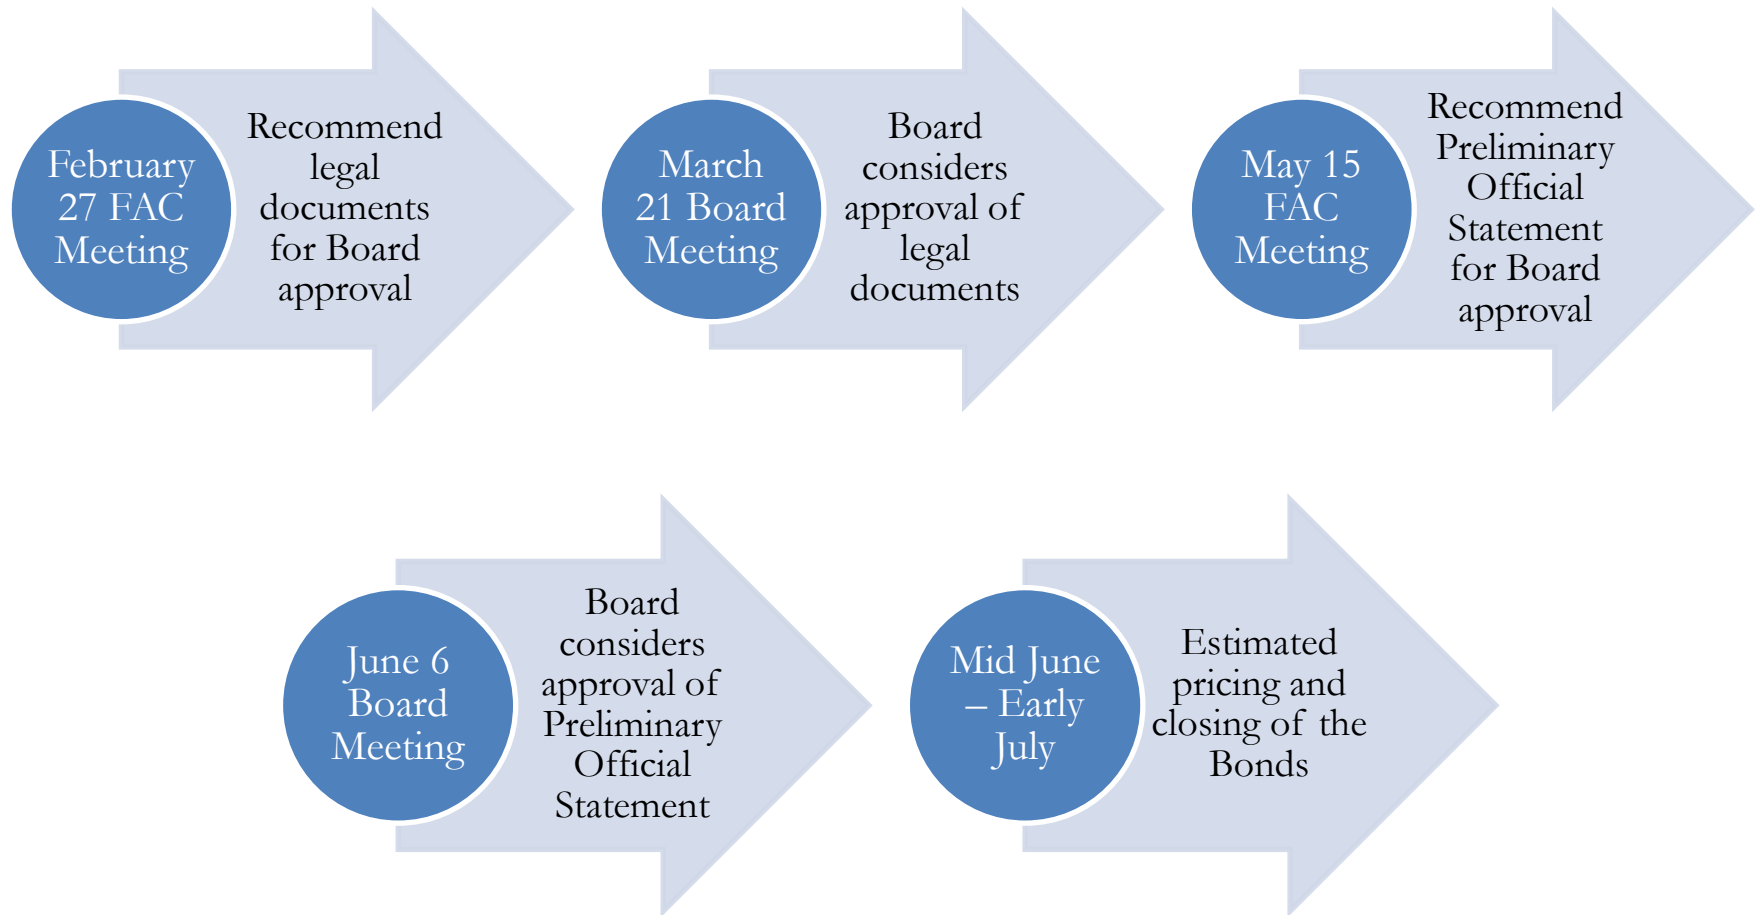 February
27 FAC
Meeting
Recommend
legal
documents
for Board
approval
March
21 Board
Meeting
Board
considers
approval of
legal
documents
May 15
FAC
Meeting
Recommend
Preliminary
Official
Statement
for Board
approval
June 6
Board
Meeting
Board
considers
approval of
Preliminary
Official
Statement
Mid June
– Early
July
Estimated
pricing and
closing of the
Bonds